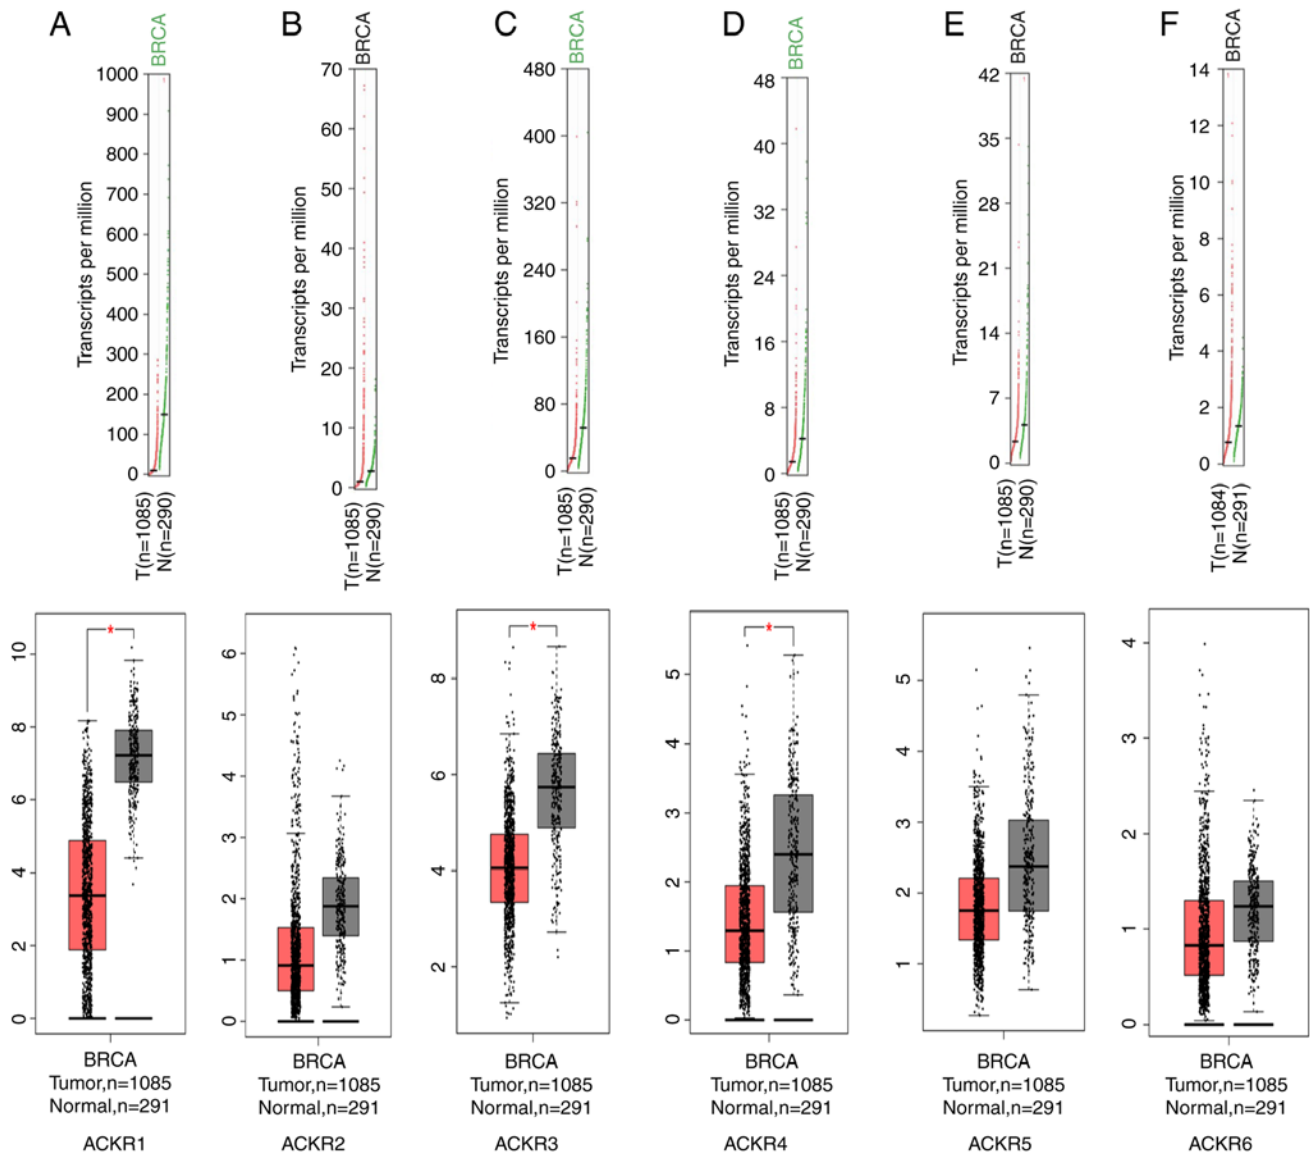 A
B
C
D
E
F
BRCA
BRCA
BRCA
BRCA
BRCA
BRCA
Transcripts per million
1000
900
800
700
600
500
400
300
200
100
0
T(n=1085)
N(n=290)
Transcripts per million
70
60
50
40
30
20
10
0
T(n=1085)
N(n=290)
Transcripts per million
480
400
320
240
160
80
0
T(n=1085)
N(n=290)
Transcripts per million
48
40
32
24
16
8
0
T(n=1085)
N(n=290)
Transcripts per million
42
35
28
21
14
7
0
T(n=1085)
N(n=290)
Transcripts per million
14
12
10
8
6
4
2
0
T(n=1084)
N(n=291)
*
10
8
6
4
2
0
BRCA
Tumor,n=1085
Normal,n=291
ACKR1
6
5
4
3
2
1
0
BRCA
Tumor,n=1085
Normal,n=291
ACKR2
*
8
6
4
2
BRCA
Tumor,n=1085
Normal,n=291
ACKR3
*
5
4
3
2
1
0
BRCA
Tumor,n=1085
Normal,n=291
ACKR4
5
4
3
2
1
BRCA
Tumor,n=1085
Normal,n=291
ACKR5
4
3
2
1
0
BRCA
Tumor,n=1085
Normal,n=291
ACKR6